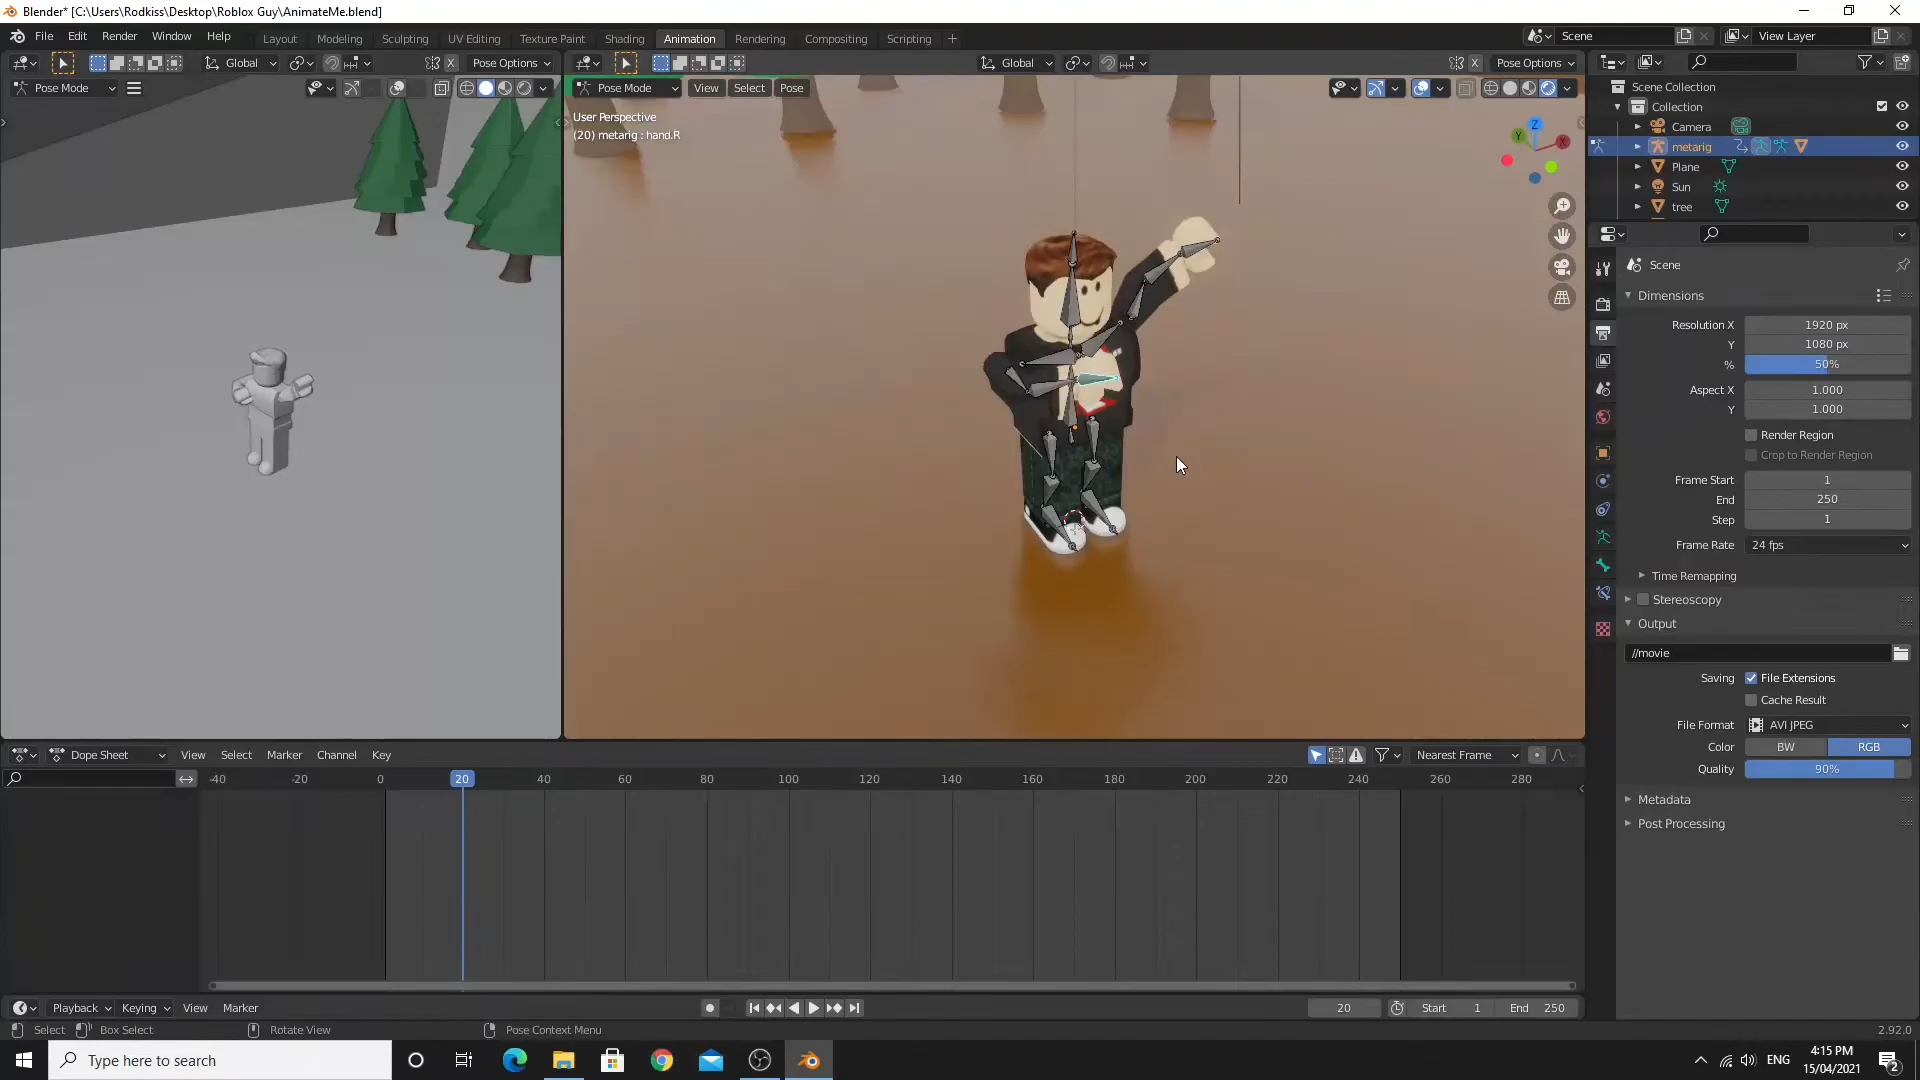 Blender* [C:\Users\Rodkiss\Desktop\Roblox Guy\AnimateMe.blend]
File Edit Render Window Help Layout Modeling Sculpting UV Editing Texture Paint Shading Animation Rendering Compositing Scripting + Scene View Layer
Global Pose Options Global Pose Options
Pose Mode Pose Mode View Select Pose
User Perspective
(20) metarig : hand.R
Z
Y
X
Scene Collection
Collection
Camera
metarig
Plane
Sun
tree
Scene
Dimensions
Resolution X 1920 px
Y 1080 px
% 50%
Aspect X 1.000
Y 1.000
Render Region
Crop to Render Region
Frame Start 1
End 250
Step 1
Frame Rate 24 fps
Time Remapping
Stereoscopy
Output
//movie
Saving File Extensions
Cache Result
File Format AVI JPEG
Color BW RGB
Quality 90%
Metadata
Post Processing
Dope Sheet View Select Marker Channel Key Nearest Frame
-40 -20 0 20 40 60 80 100 120 140 160 180 200 220 240 260 280
Playback Keying View Marker 20 Start 1 End 250
Select Box Select Rotate View Pose Context Menu 2.92.0
Type here to search ENG 4:15 PM
15/04/2021
2